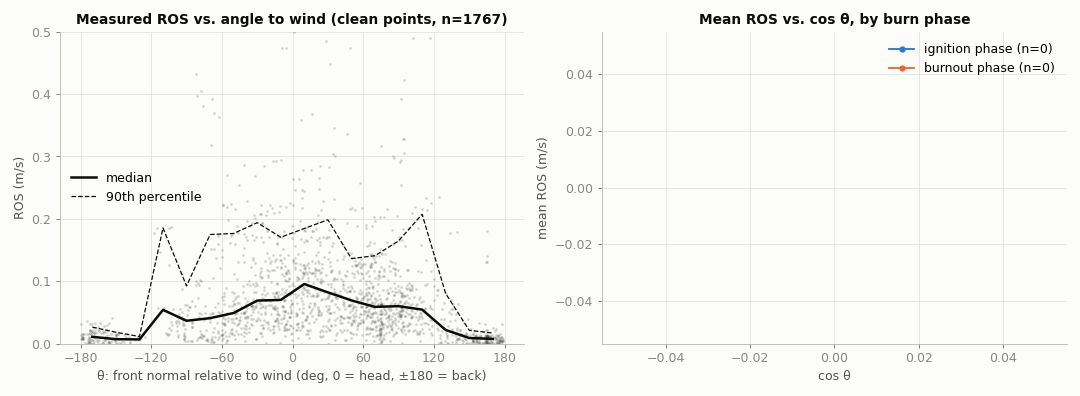 Measured ROS vs. angle to wind (clean points, n=1767)
0.5
0.4
0.3
0.2
0.1
0.0
ROS (m/s)
median
90th percentile
−180
−120
−60
0
60
120
180
θ: front normal relative to wind (deg, 0 = head, ±180 = back)
Mean ROS vs. cos θ, by burn phase
ignition phase (n=0)
burnout phase (n=0)
0.04
0.02
0.00
−0.02
−0.04
mean ROS (m/s)
−0.04
−0.02
0.00
0.02
0.04
cos θ